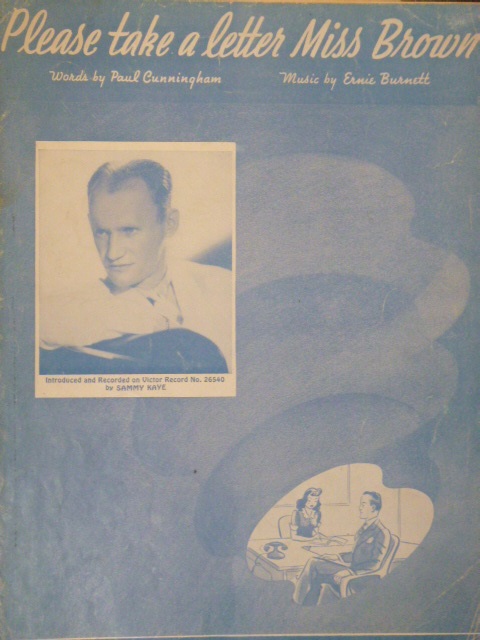 Please take a letter Miss Brown
Words by Paul Cunningham Music by Ernie Burnett
Introduced and Recorded on Victor Record No. 26540
by SAMMY KAYE